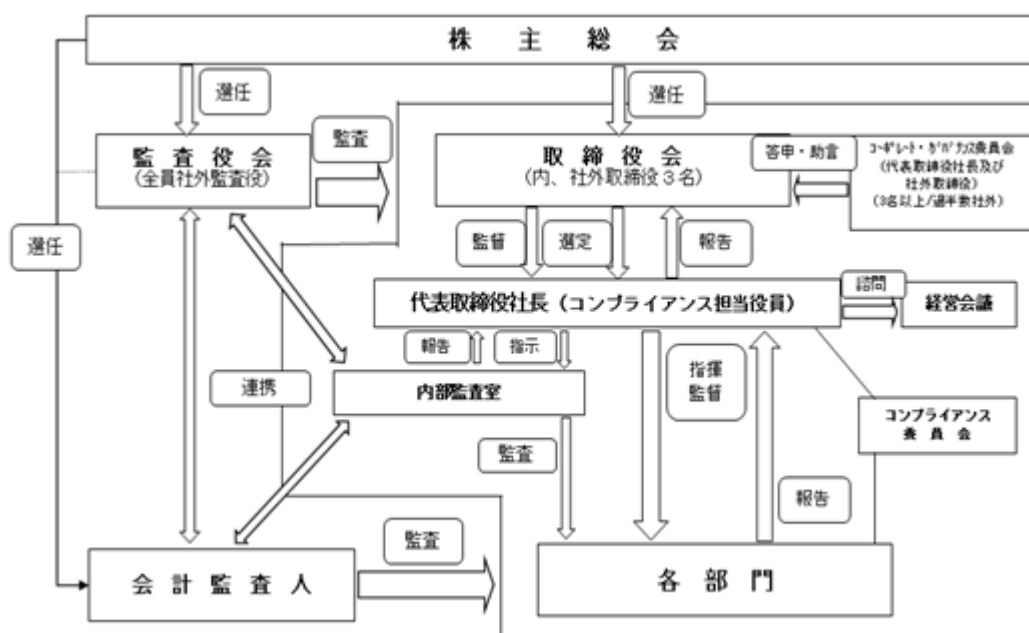 株主総会
選任
選任
監査役会
(全員社外監査役)
監査
取締役会
(内、社外取締役3名)
答申・助言
コーポレート・ガバナンス委員会
(代表取締役社長及び
社外取締役)
(3名以上/過半数社外)
選任
監督
選定
報告
代表取締役社長(コンプライアンス担当役員)
諮問
経営会議
報告
指示
指揮
監督
連携
内部監査室
コンプライアンス
委員会
監査
報告
監査
会計監査人
各部門